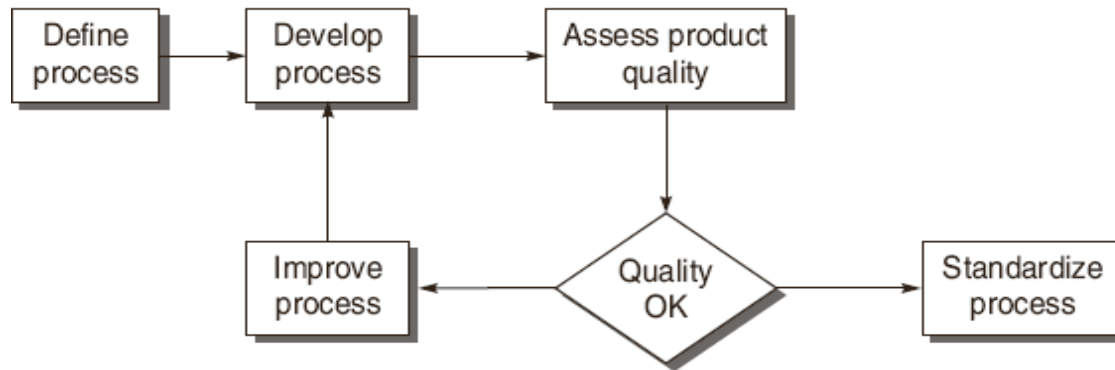 Define
process
Develop
process
Assess product
quality
Improve
process
Quality
OK
Standardize
process